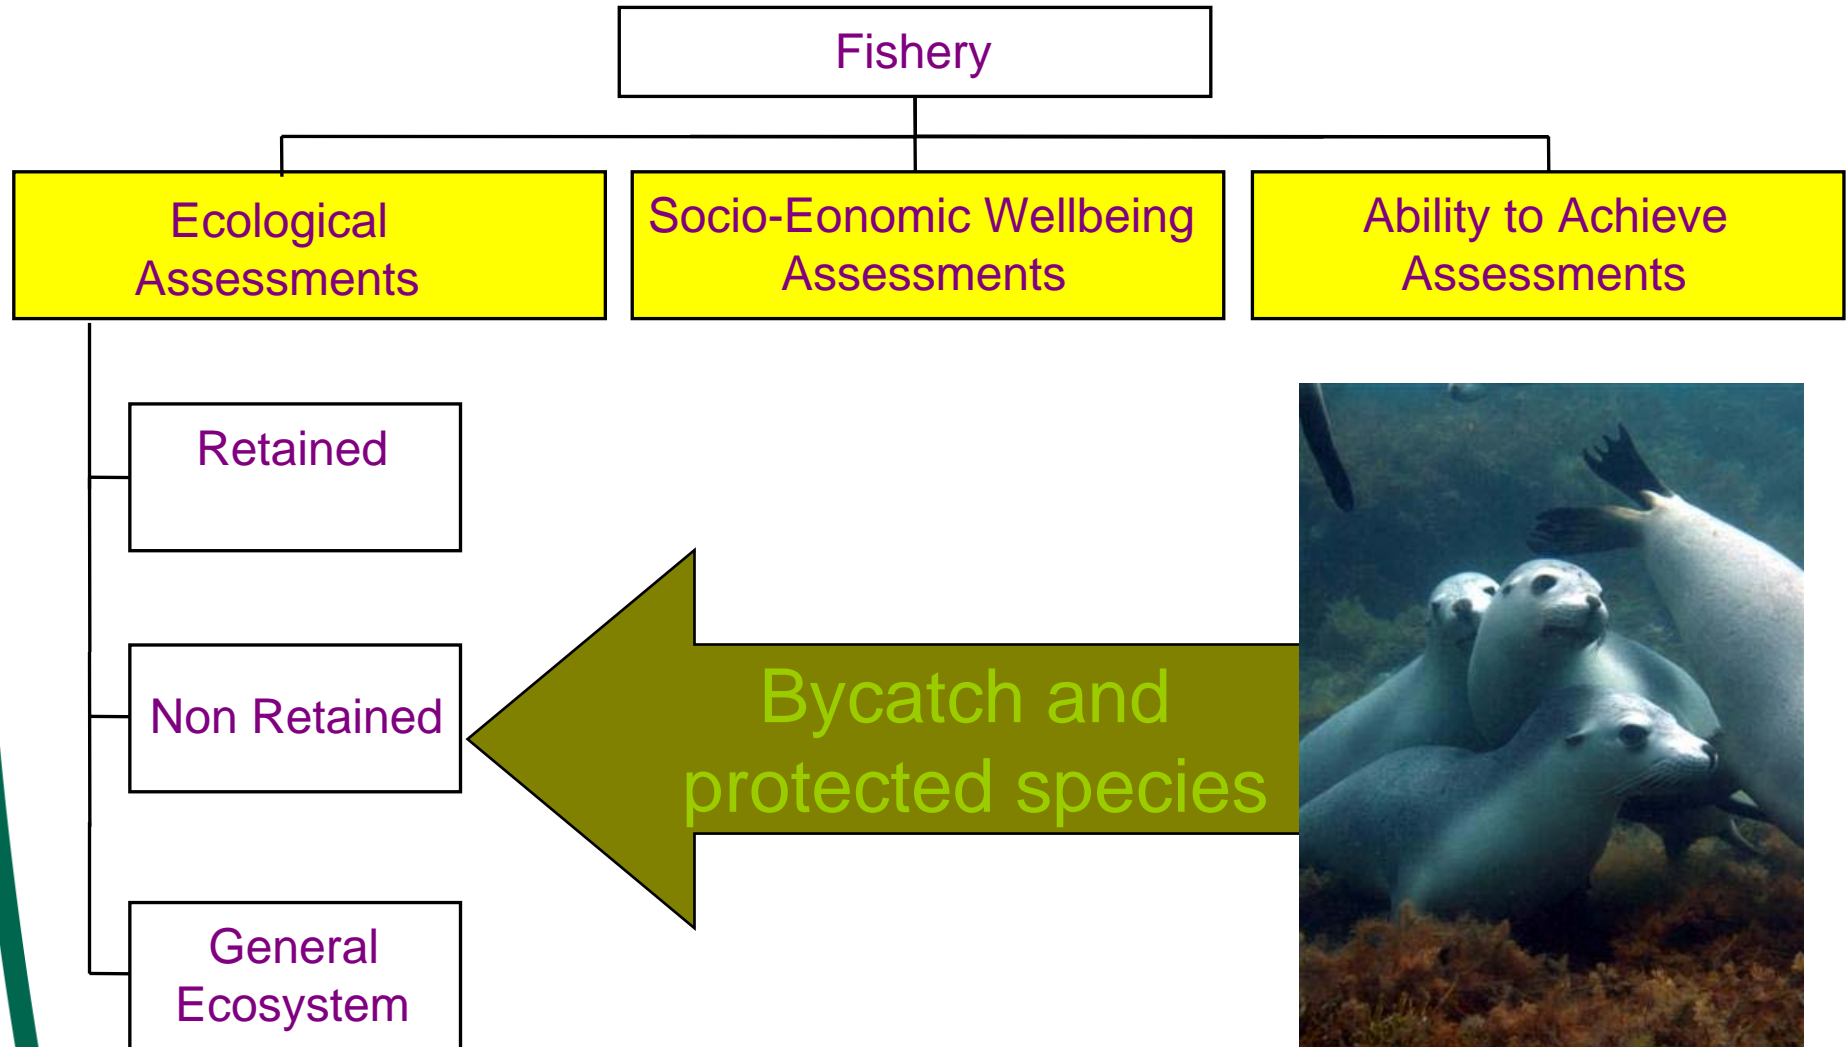 Fishery
Ecological
Assessments
Socio-Eonomic Wellbeing
Assessments
Ability to Achieve
Assessments
Retained
Non Retained
Bycatch and
protected species
General
Ecosystem